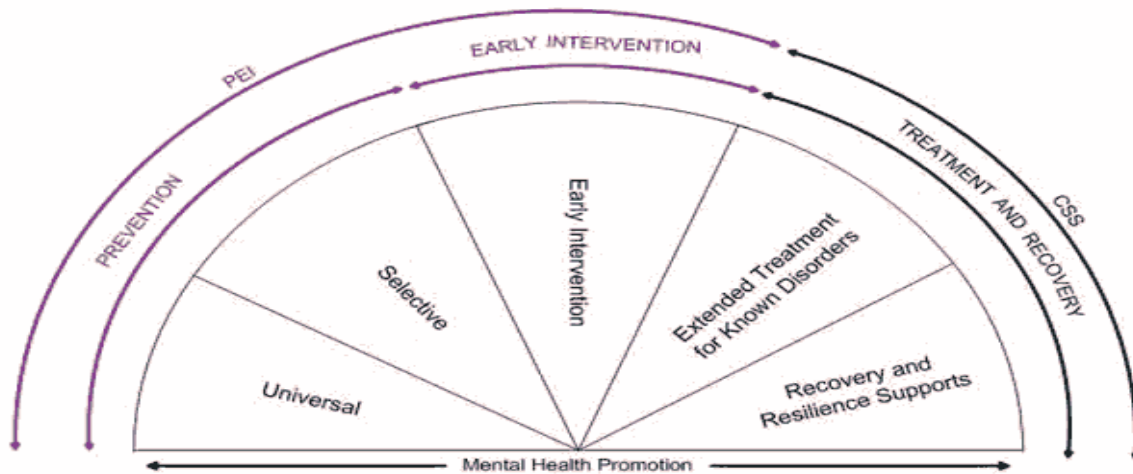 EARLY INTERVENTION
PEI
PREVENTION
TREATMENT AND RECOVERY
CSS
Universal
Selective
Early Intervention
Extended Treatment
for Known Disorders
Recovery and
Resilience Supports
Mental Health Promotion